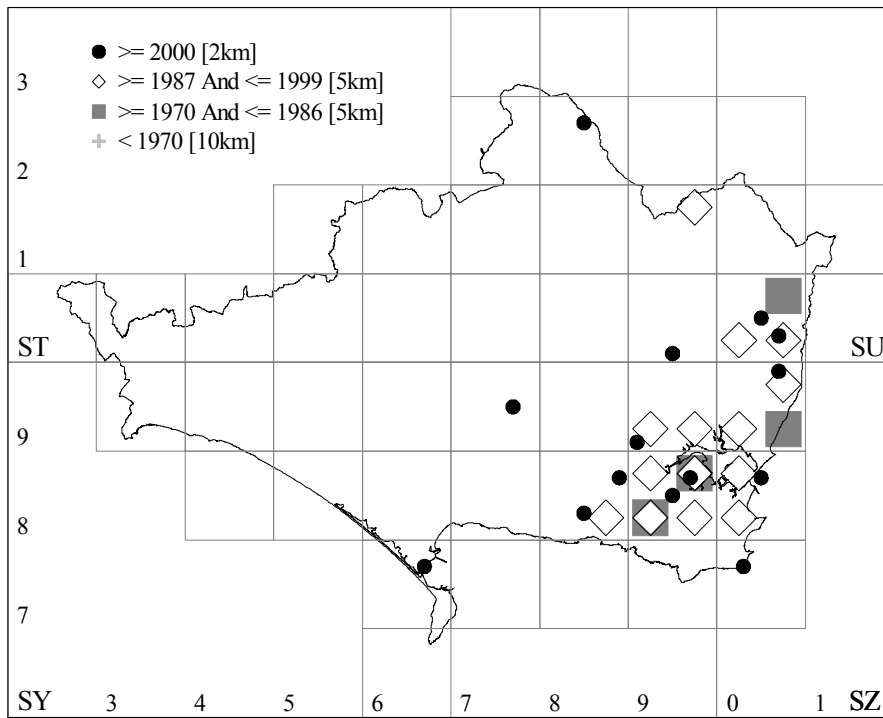 >= 2000 [2km]
3
>= 1987 And <= 1999 [5km]
>= 1970 And <= 1986 [5km]
< 1970 [10km]
2
1
ST SU
9
8
7
SY 3 4 5 6 7 8 9 0 1 SZ